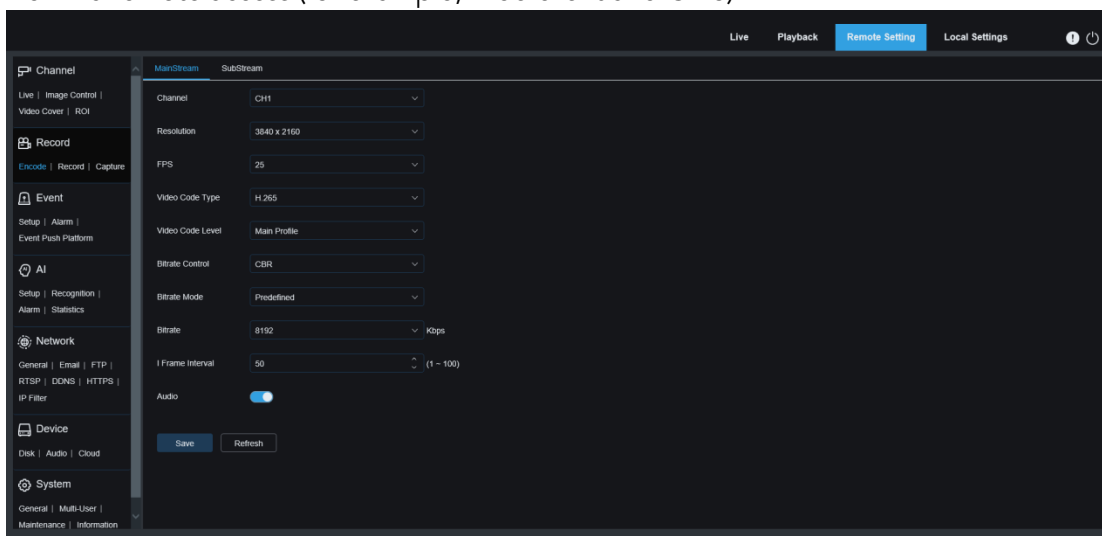 Live Playback Remote Setting Local Settings
Channel
Live | Image Control |
Video Cover | ROI
Record
Encode | Record | Capture
Event
Setup | Alarm |
Event Push Platform
AI
Setup | Recognition |
Alarm | Statistics
Network
General | Email | FTP |
RTSP | DDNS | HTTPS |
IP Filter
Device
Disk | Audio | Cloud
System
General | Multi-User |
Maintenance | Information
MainStream SubStream
Channel CH1
Resolution 3840 x 2160
FPS 25
Video Code Type H.265
Video Code Level Main Profile
Bitrate Control CBR
Bitrate Mode Predefined
Bitrate 8192 Kbps
I Frame Interval 50 (1 ~ 100)
Audio
Save Refresh